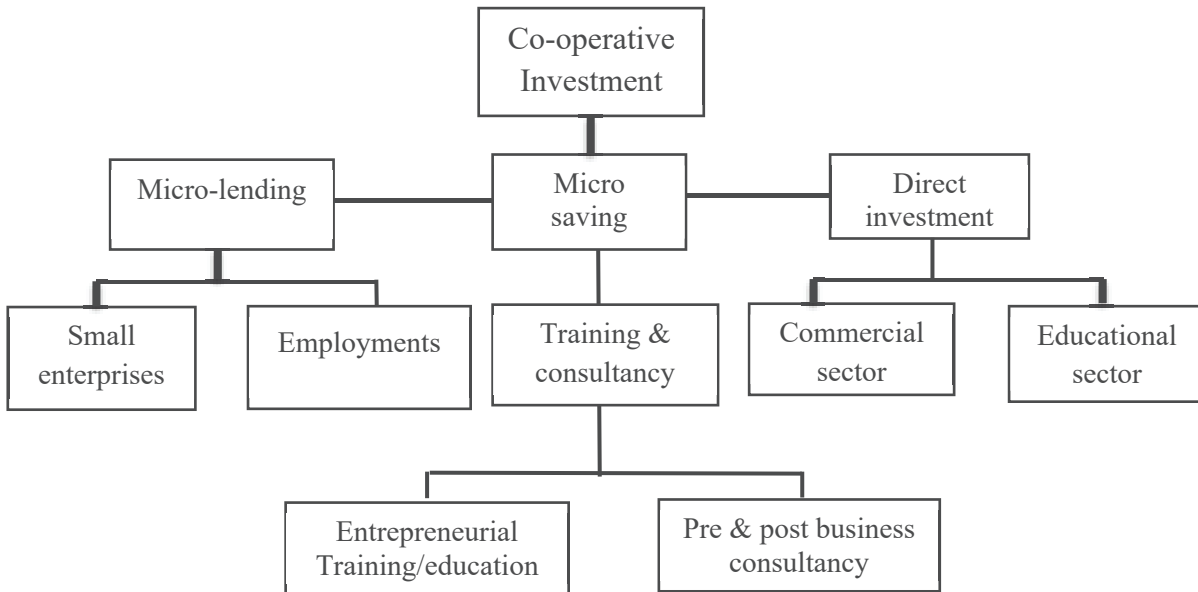 Co-operative
Investment
Micro-lending
Micro
saving
Direct
investment
Small
enterprises
Employments
Training &
consultancy
Commercial
sector
Educational
sector
Entrepreneurial
Training/education
Pre & post business
consultancy